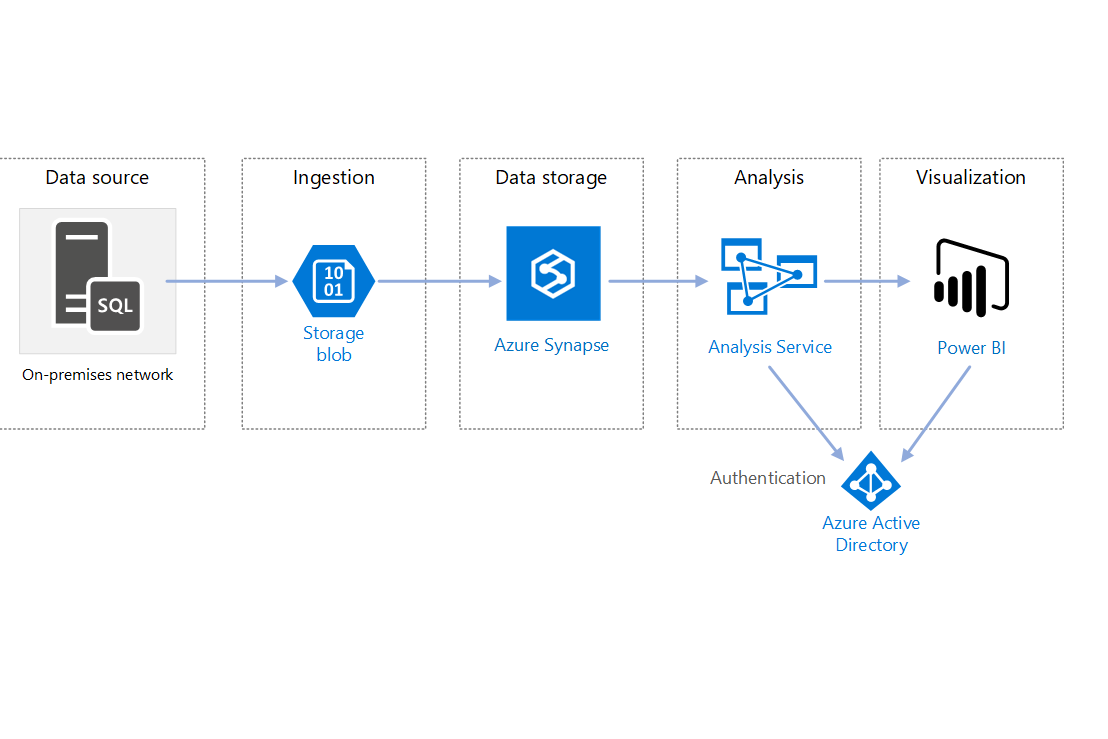 Data source
Ingestion
Data storage
Analysis
Visualization
SQL
10
01
On-premises network
Storage
blob
Azure Synapse
Analysis Service
Power BI
Authentication
Azure Active
Directory